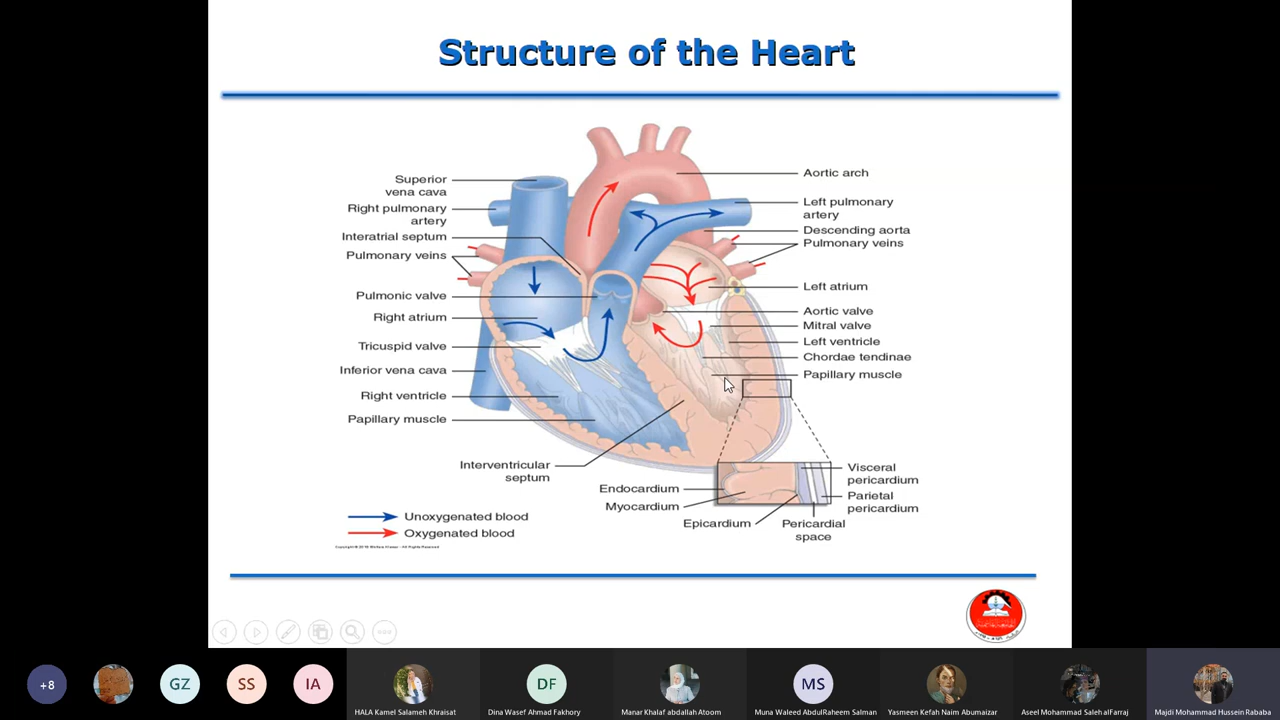 Structure of the Heart
Superior
vena cava
Right pulmonary
artery
Interatrial septum
Pulmonary veins
Pulmonic valve
Right atrium
Tricuspid valve
Inferior vena cava
Right ventricle
Papillary muscle
Interventricular
septum
Aortic arch
Left pulmonary
artery
Descending aorta
Pulmonary veins
Left atrium
Aortic valve
Mitral valve
Left ventricle
Chordae tendinae
Papillary muscle
Endocardium
Myocardium
Epicardium
Pericardial
space
Visceral
pericardium
Parietal
pericardium
Unoxygenated blood
Oxygenated blood
+8
GZ
SS
IA
DF
MS
HALA Kamel Salameh Khraisat
Dina Wasef Ahmad Fakhory
Manar Khalaf abdallah Atoom
Muna Waleed AbdulRaheem Salman
Yasmeen Kefah Naim Abumaizar
Aseel Mohammad Saleh alFarraj
Majdi Mohammad Hussein Rababa